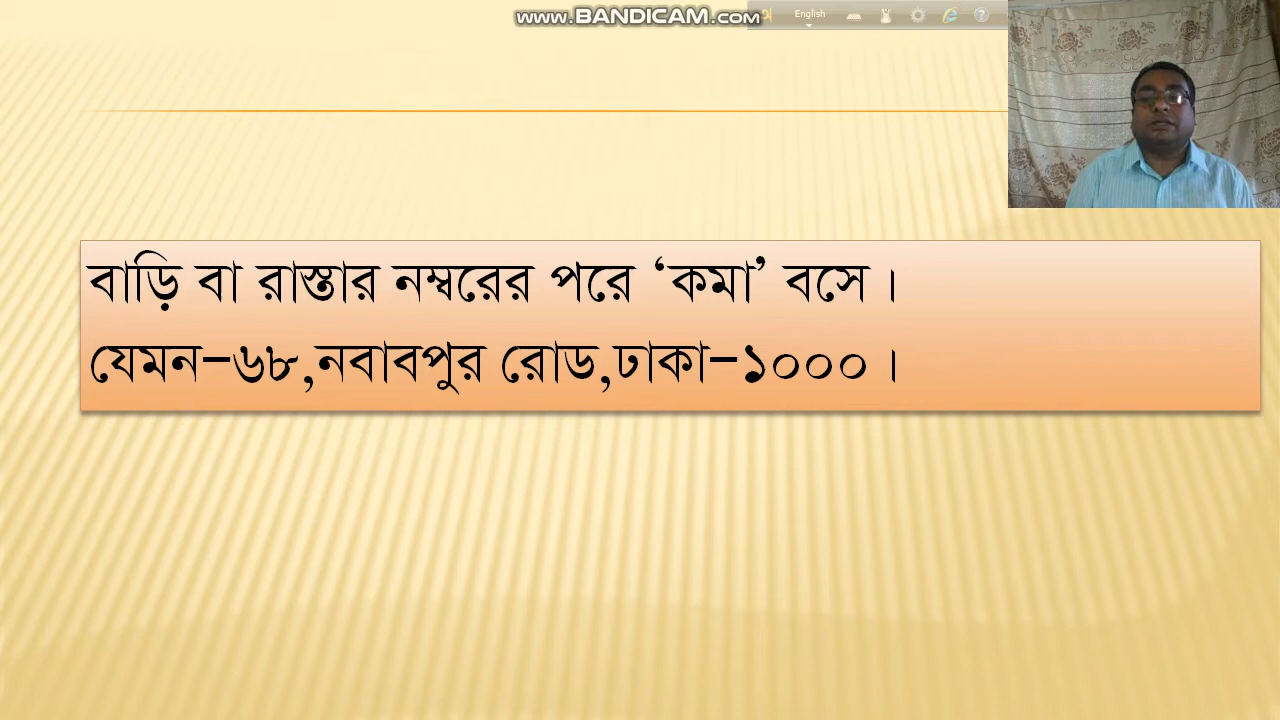 www.BANDICAM.com
English
বাড়ি বা রাস্তার নম্বরের পরে ‘কমা’ বসে।
যেমন–৬৮,নবাবপুর রোড,ঢাকা–১০০০।